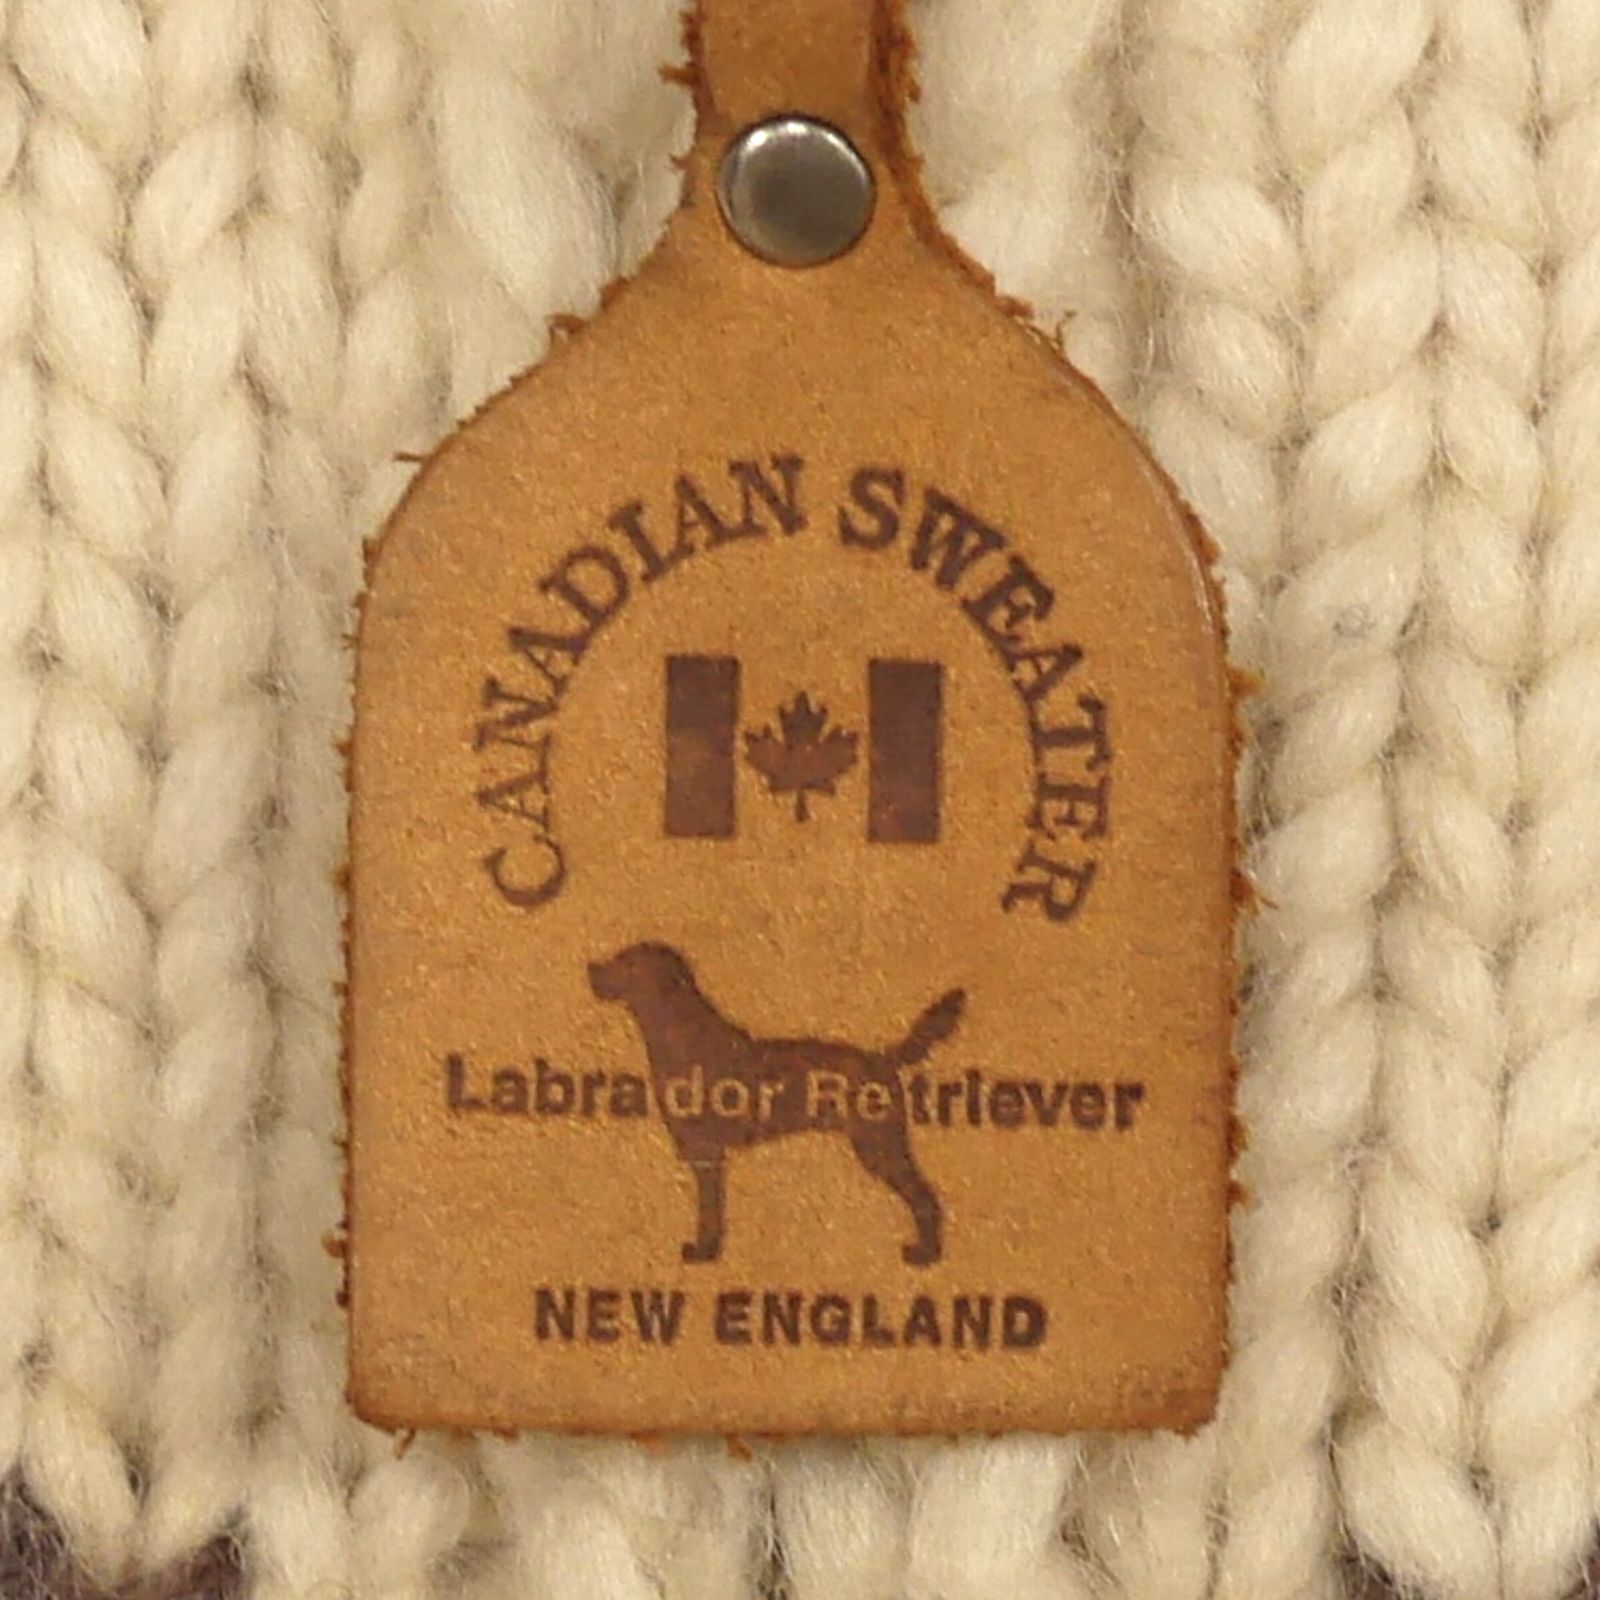 CANADIAN SWEATER
Labrador Retriever
NEW ENGLAND